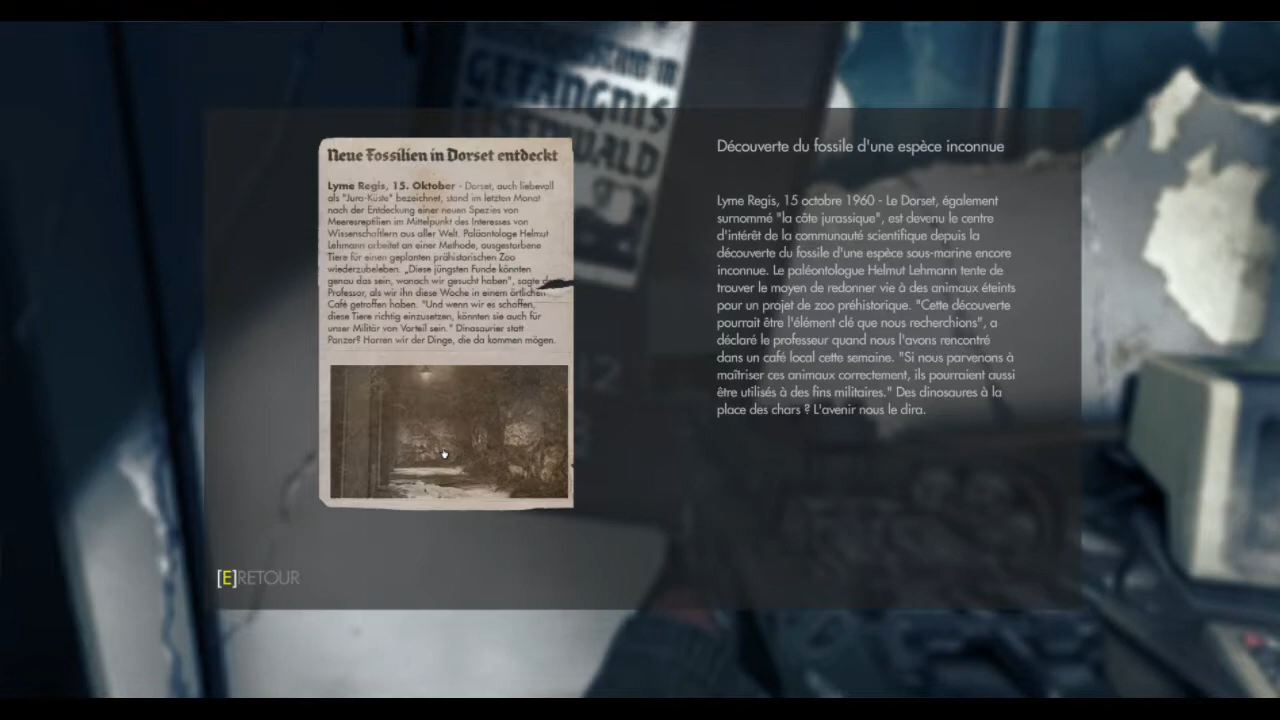 GEFÄNGNIS
Neue Fossilien in Dorset entdeckt
Lyme Regis, 15. Oktober - Dorset, auch liebevoll
als "Jura-Küste" bezeichnet, stand im letzten Monat
nach der Entdeckung einer neuen Spezies von
Meeresreptilien im Mittelpunkt des Interesses von
Wissenschaftlern aus aller Welt. Paläontologe Helmut
Lehmann arbeitet an einer Methode, ausgestorbene
Tiere für einen geplanten prähistorischen Zoo
wiederzubeleben. „Diese jüngsten Funde könnten
genau das sein, wonach wir gesucht haben", sagte
Professor, als wir ihn diese Woche in einem örtlichen
Café getroffen haben. "Und wenn wir es schaffen,
diese Tiere richtig einzusetzen, könnten sie auch für
unser Militär von Vorteil sein." Dinosaurier statt
Panzer? Harren wir der Dinge, die da kommen mögen.
Découverte du fossile d'une espèce inconnue
Lyme Regis, 15 octobre 1960 - Le Dorset, également
surnommé "la côte jurassique", est devenu le centre
d'intérêt de la communauté scientifique depuis la
découverte du fossile d'une espèce sous-marine encore
inconnue. Le paléontologue Helmut Lehmann tente de
trouver le moyen de redonner vie à des animaux éteints
pour un projet de zoo préhistorique. "Cette découverte
pourrait être l'élément clé que nous recherchions", a
déclaré le professeur quand nous l'avons rencontré
dans un café local cette semaine. "Si nous parvenons à
maîtriser ces animaux correctement, ils pourraient aussi
être utilisés à des fins militaires." Des dinosaures à la
place des chars ? L'avenir nous le dira.
[E]RETOUR